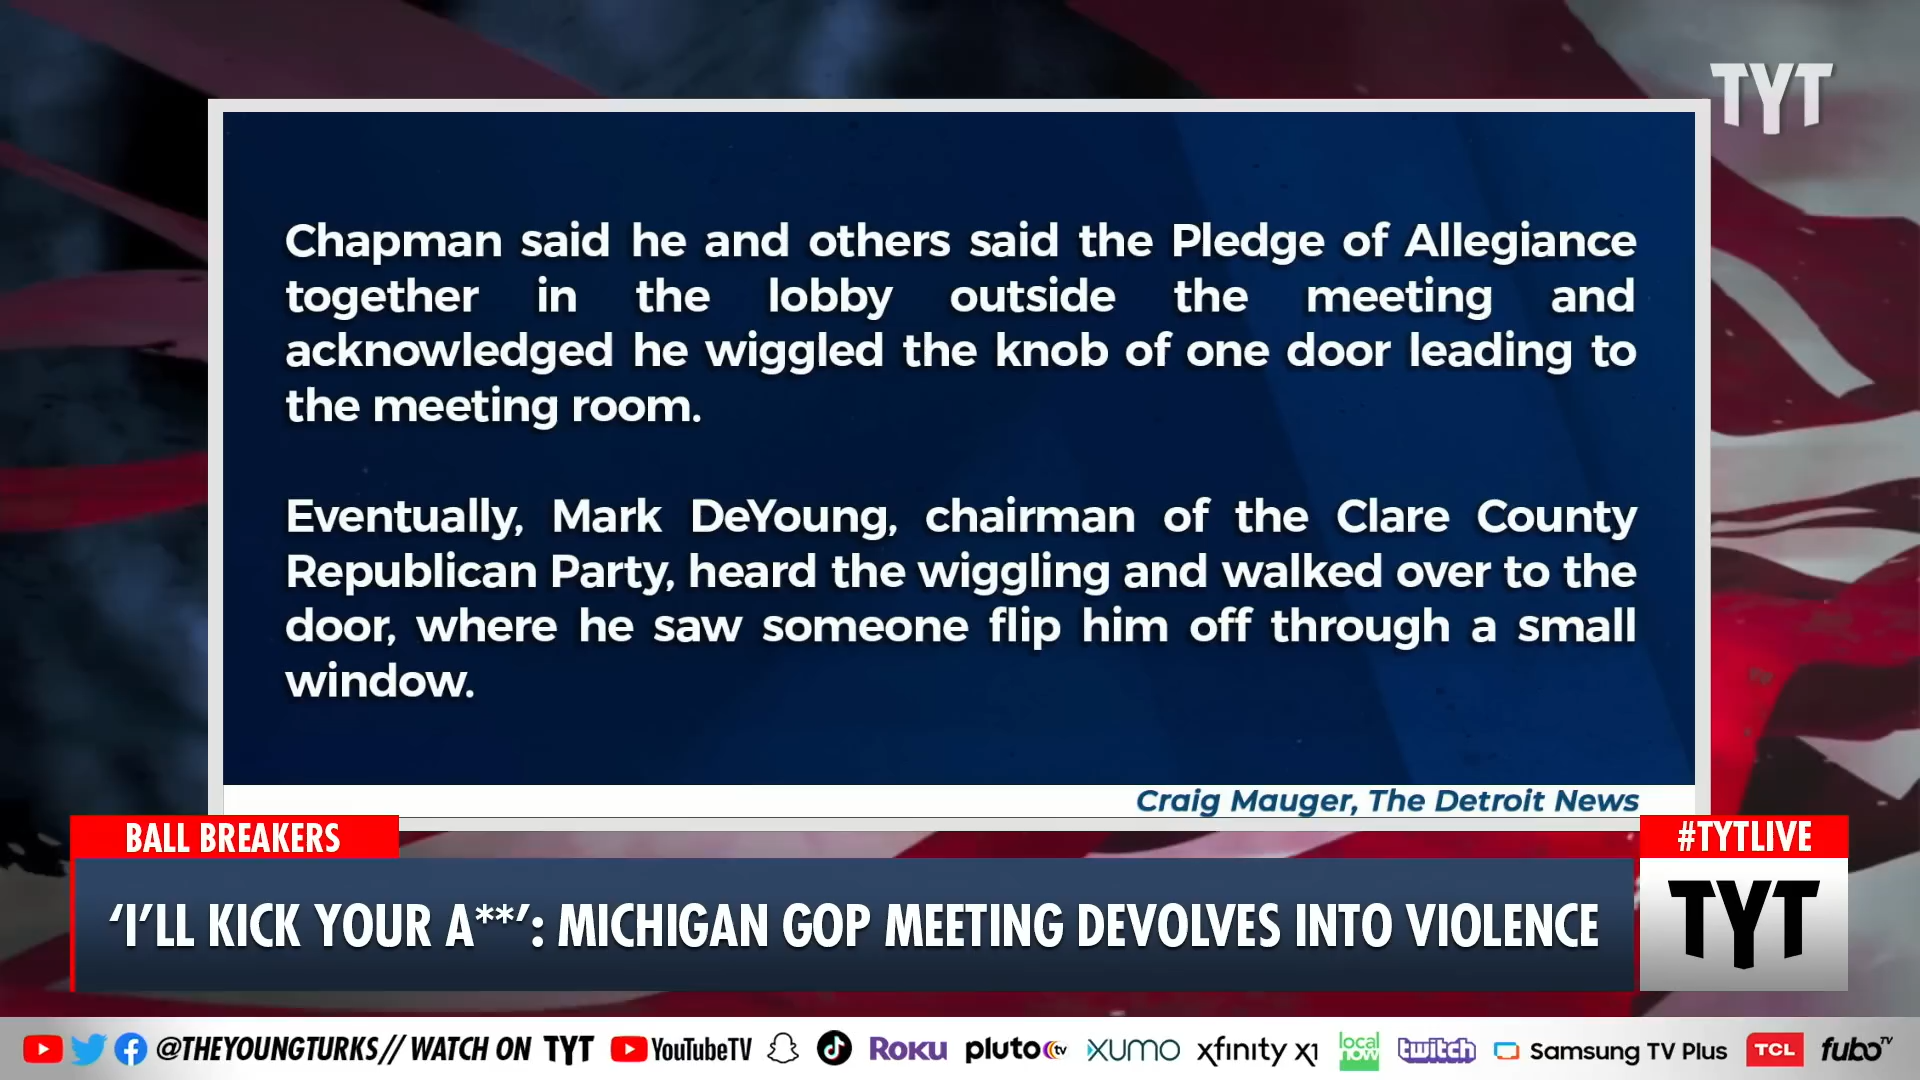 TYT
Chapman said he and others said the Pledge of Allegiance
together in the lobby outside the meeting and
acknowledged he wiggled the knob of one door leading to
the meeting room.
Eventually, Mark DeYoung, chairman of the Clare County
Republican Party, heard the wiggling and walked over to the
door, where he saw someone flip him off through a small
window.
Craig Mauger, The Detroit News
BALL BREAKERS
#TYTLIVE
‘I’LL KICK YOUR A**’: MICHIGAN GOP MEETING DEVOLVES INTO VIOLENCE
TYT
@THEYOUNGTURKS// WATCH ON TYT YouTubeTV Roku pluto tv xumo xfinity x1 local now twitch Samsung TV Plus TCL fuboTV